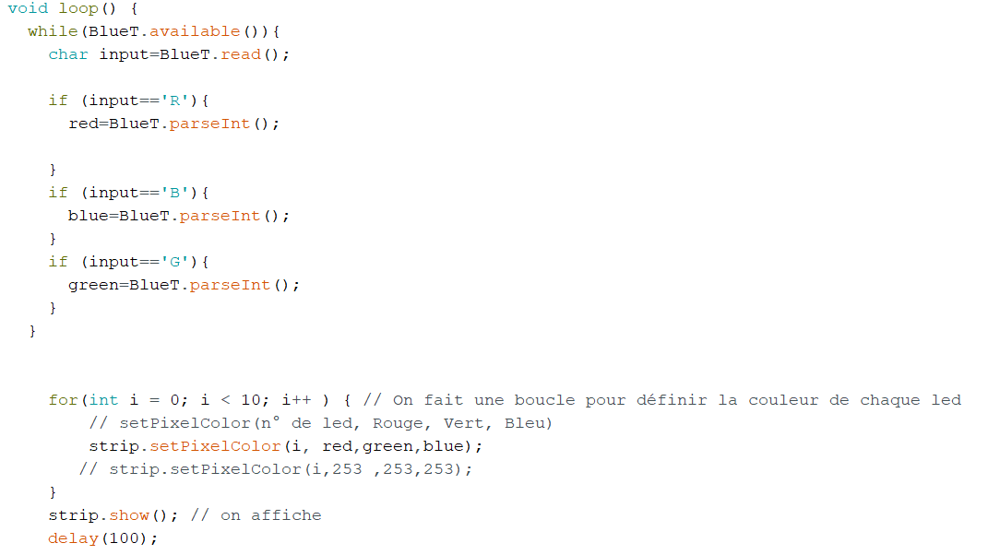 void loop() {
  while(BlueT.available()){
    char input=BlueT.read();

    if (input=='R'){
      red=BlueT.parseInt();

    }
    if (input=='B'){
      blue=BlueT.parseInt();
    }
    if (input=='G'){
      green=BlueT.parseInt();
    }
  }


    for(int i = 0; i < 10; i++ ) { // On fait une boucle pour définir la couleur de chaque led
        // setPixelColor(n° de led, Rouge, Vert, Bleu)
        strip.setPixelColor(i, red,green,blue);
       // strip.setPixelColor(i,253 ,253,253);
    }
    strip.show(); // on affiche
    delay(100);